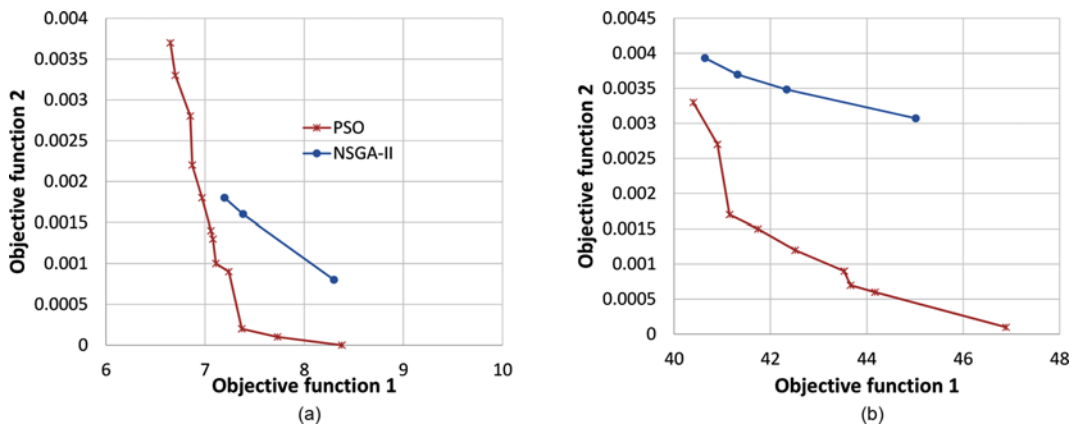 0.004
0.0035
0.003
0.0025
0.002
0.0015
0.001
0.0005
0
Objective function 2
PSO
NSGA-II
6 7 8 9 10
Objective function 1
(a)
0.0045
0.004
0.0035
0.003
0.0025
0.002
0.0015
0.001
0.0005
0
Objective function 2
40 42 44 46 48
Objective function 1
(b)